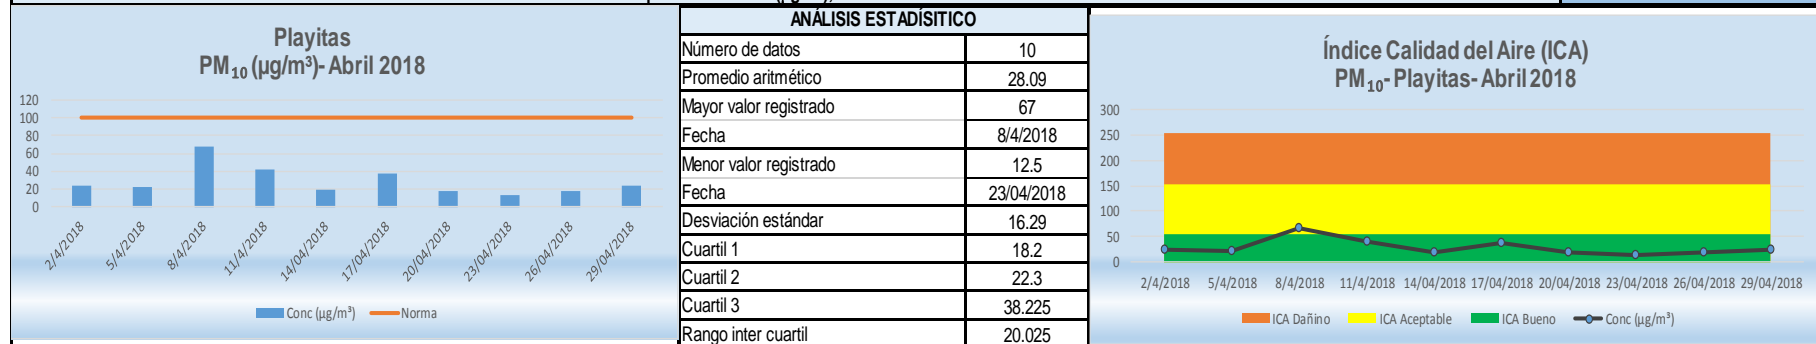 Playitas
PM₁₀ (µg/m³)- Abril 2018
120
100
80
60
40
20
0
2/4/2018
5/4/2018
8/4/2018
11/4/2018
14/04/2018
17/04/2018
20/04/2018
23/04/2018
26/04/2018
29/04/2018
Conc (µg/m³) Norma
ANÁLISIS ESTADÍSITICO
Número de datos 10
Promedio aritmético 28.09
Mayor valor registrado 67
Fecha 8/4/2018
Menor valor registrado 12.5
Fecha 23/04/2018
Desviación estándar 16.29
Cuartil 1 18.2
Cuartil 2 22.3
Cuartil 3 38.225
Rango inter cuartil 20.025
Índice Calidad del Aire (ICA)
PM₁₀- Playitas- Abril 2018
300
250
200
150
100
50
0
2/4/2018 5/4/2018 8/4/2018 11/4/2018 14/04/2018 17/04/2018 20/04/2018 23/04/2018 26/04/2018 29/04/2018
ICA Dañino ICA Aceptable ICA Bueno Conc (µg/m³)